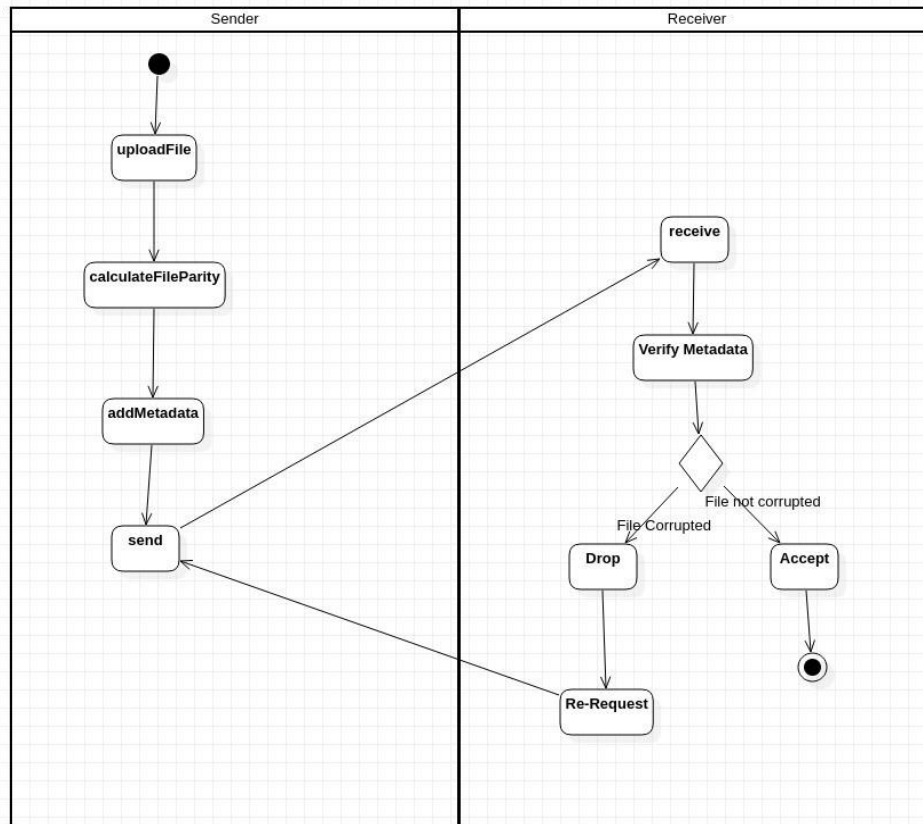 Sender
Receiver
uploadFile
calculateFileParity
addMetadata
send
receive
Verify Metadata
File not corrupted
File Corrupted
Drop
Accept
Re-Request